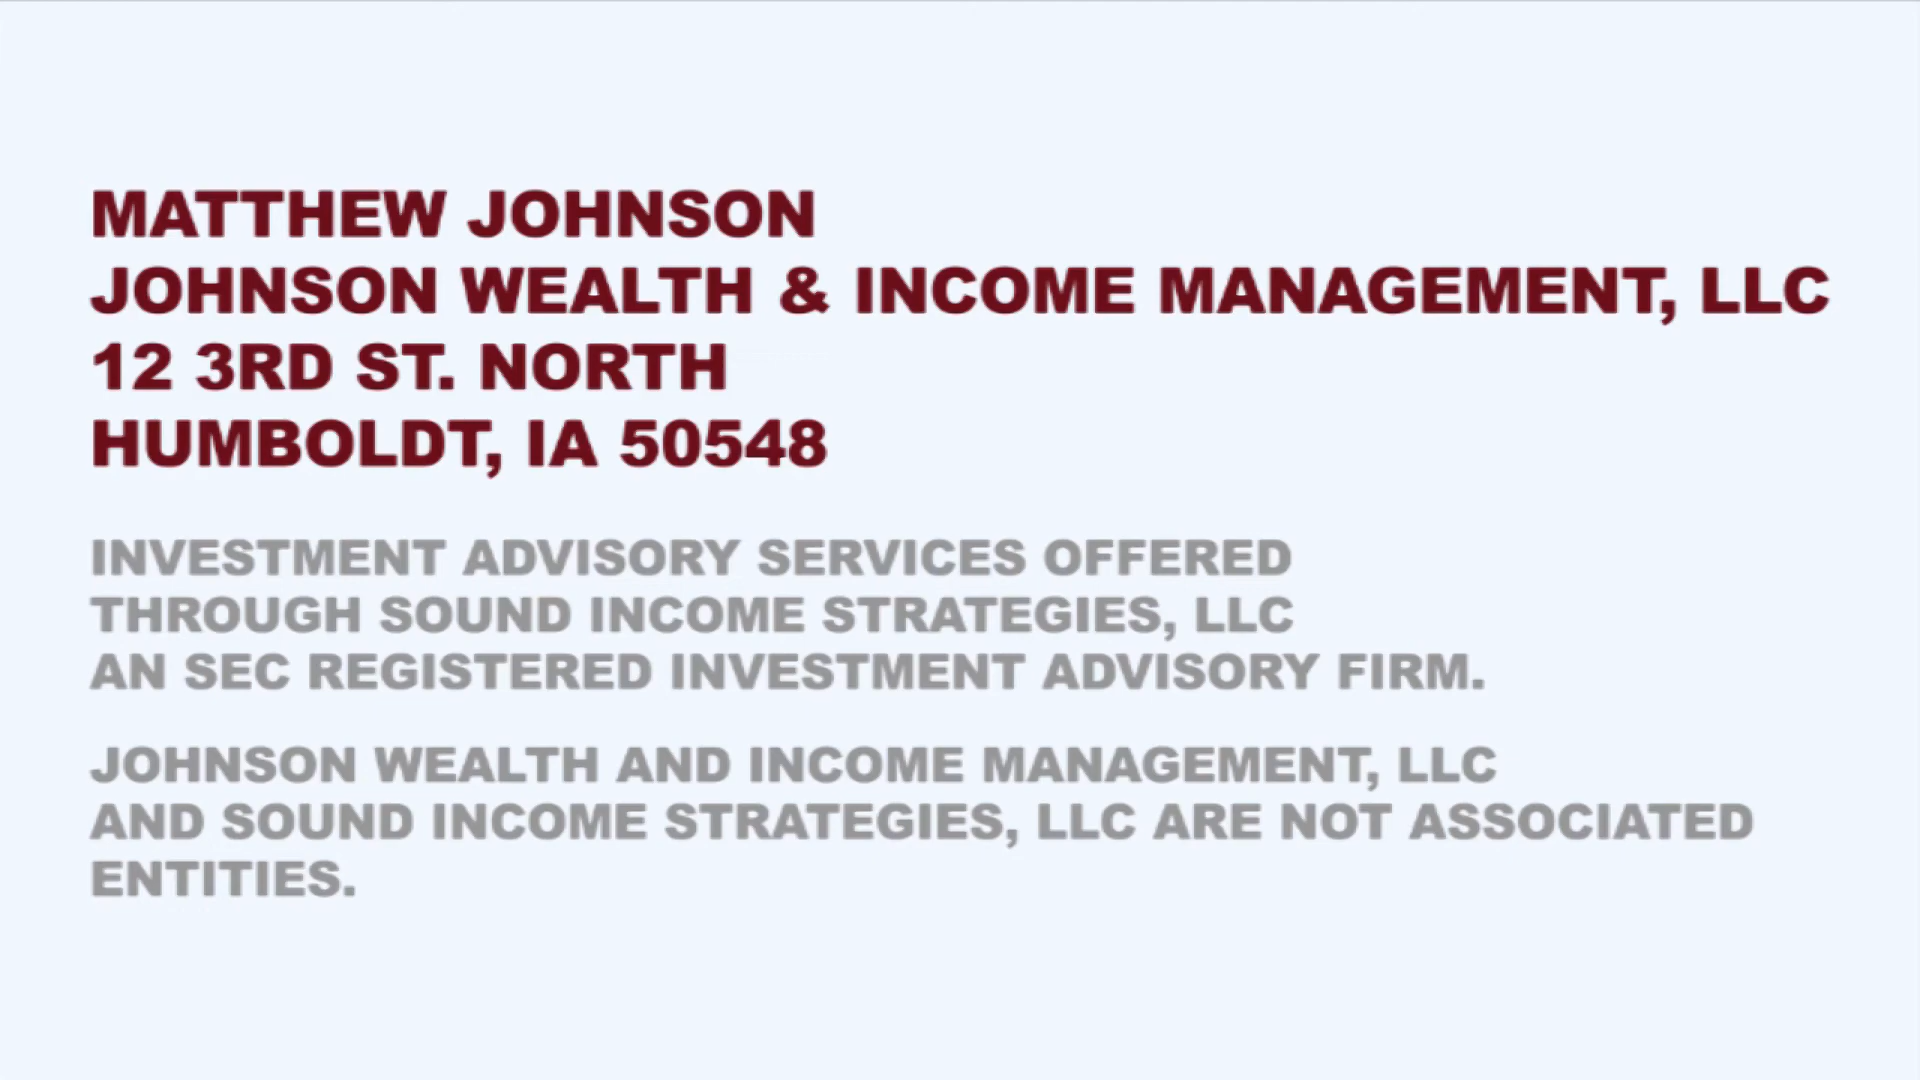 MATTHEW JOHNSON
JOHNSON WEALTH & INCOME MANAGEMENT, LLC
12 3RD ST. NORTH
HUMBOLDT, IA 50548
INVESTMENT ADVISORY SERVICES OFFERED
THROUGH SOUND INCOME STRATEGIES, LLC
AN SEC REGISTERED INVESTMENT ADVISORY FIRM.
JOHNSON WEALTH AND INCOME MANAGEMENT, LLC
AND SOUND INCOME STRATEGIES, LLC ARE NOT ASSOCIATED
ENTITIES.